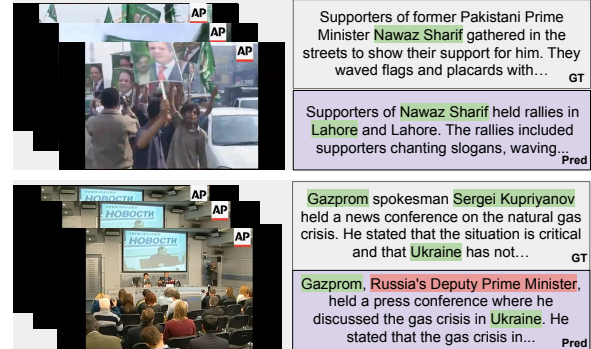 AP
AP
AP
Supporters of former Pakistani Prime
Minister Nawaz Sharif gathered in the
streets to show their support for him. They
waved flags and placards with…
GT
Supporters of Nawaz Sharif held rallies in
Lahore and Lahore. The rallies included
supporters chanting slogans, waving...
Pred
AP
AP
AP
НОВОСТИ
НОВОСТИ
Gazprom spokesman Sergei Kupriyanov
held a news conference on the natural gas
crisis. He stated that the situation is critical
and that Ukraine has not…
GT
Gazprom, Russia's Deputy Prime Minister,
held a press conference where he
discussed the gas crisis in Ukraine. He
stated that the gas crisis in...
Pred